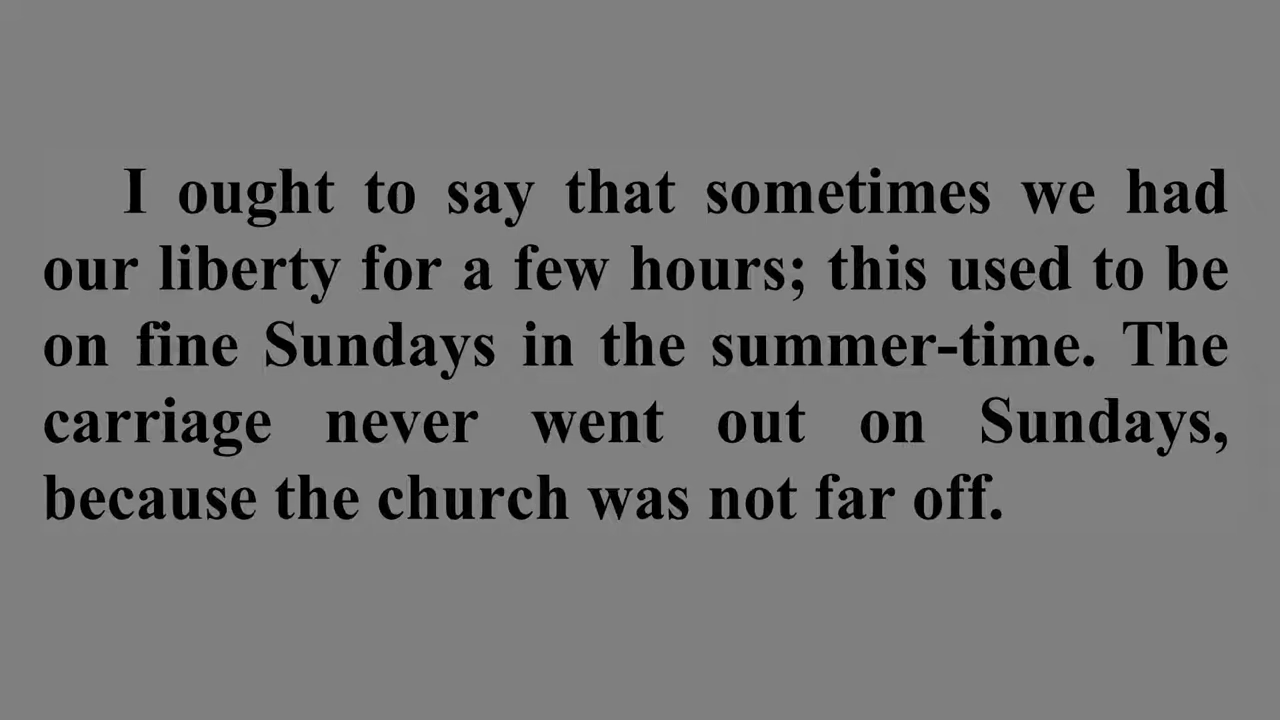 I ought to say that sometimes we had
our liberty for a few hours; this used to be
on fine Sundays in the summer-time. The
carriage never went out on Sundays,
because the church was not far off.